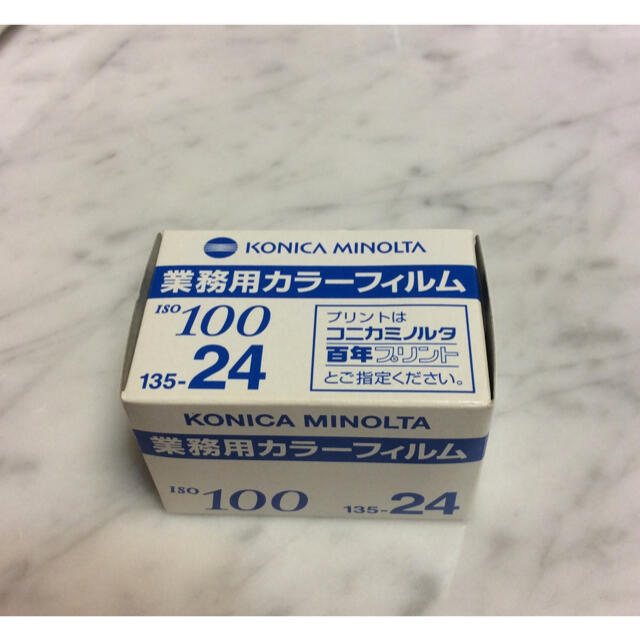 KONICA MINOLTA
業務用カラーフィルム
ISO 100
135-24
プリントは
コニカミノルタ
百年プリント
とご指定ください。
KONICA MINOLTA
業務用カラーフィルム
ISO 100 135-24